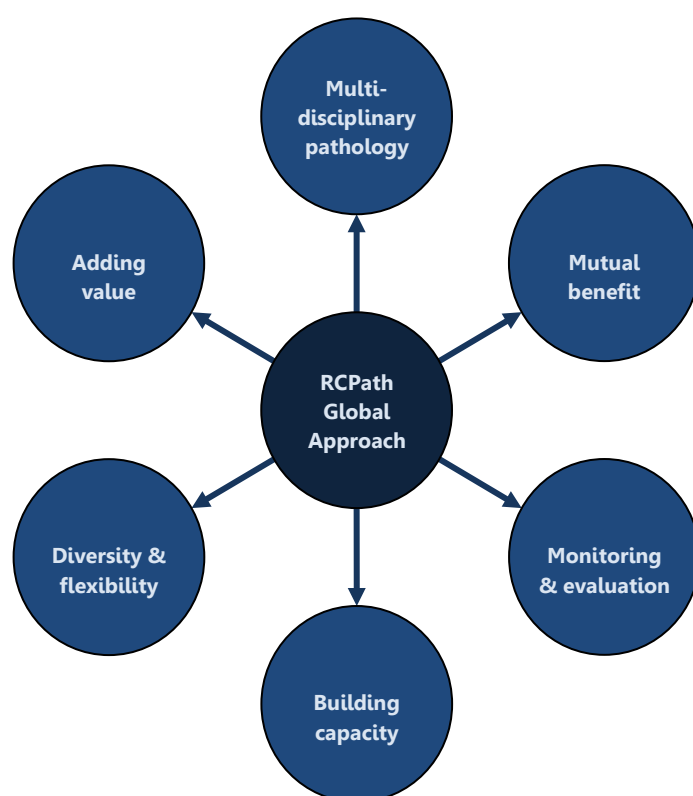 Multi-
disciplinary
pathology
Adding
value
Mutual
benefit
RCPath
Global
Approach
Diversity &
flexibility
Monitoring
& evaluation
Building
capacity